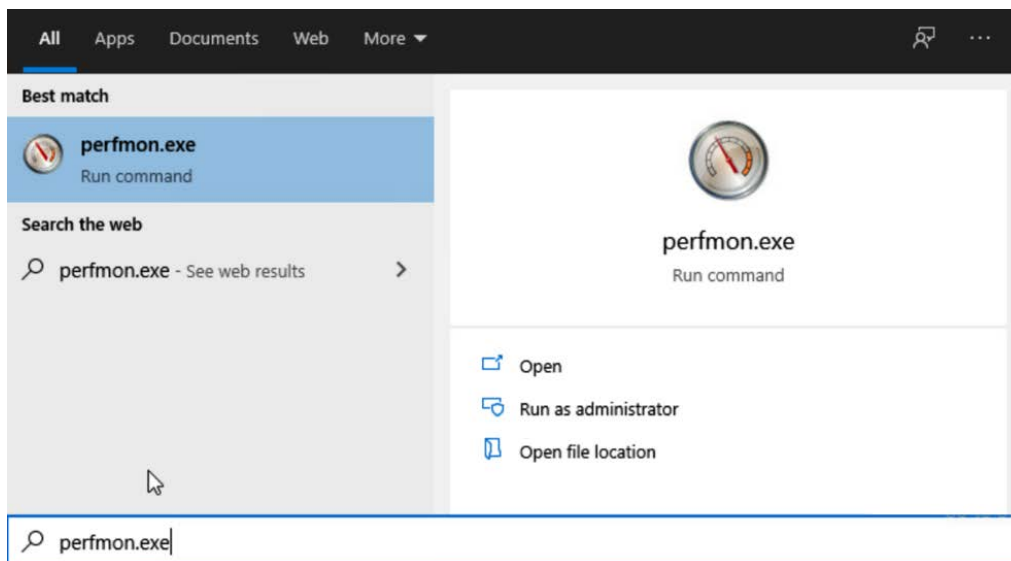 All Apps Documents Web More
Best match
perfmon.exe
Run command
Search the web
perfmon.exe - See web results
perfmon.exe
Run command
Open
Run as administrator
Open file location
perfmon.exe